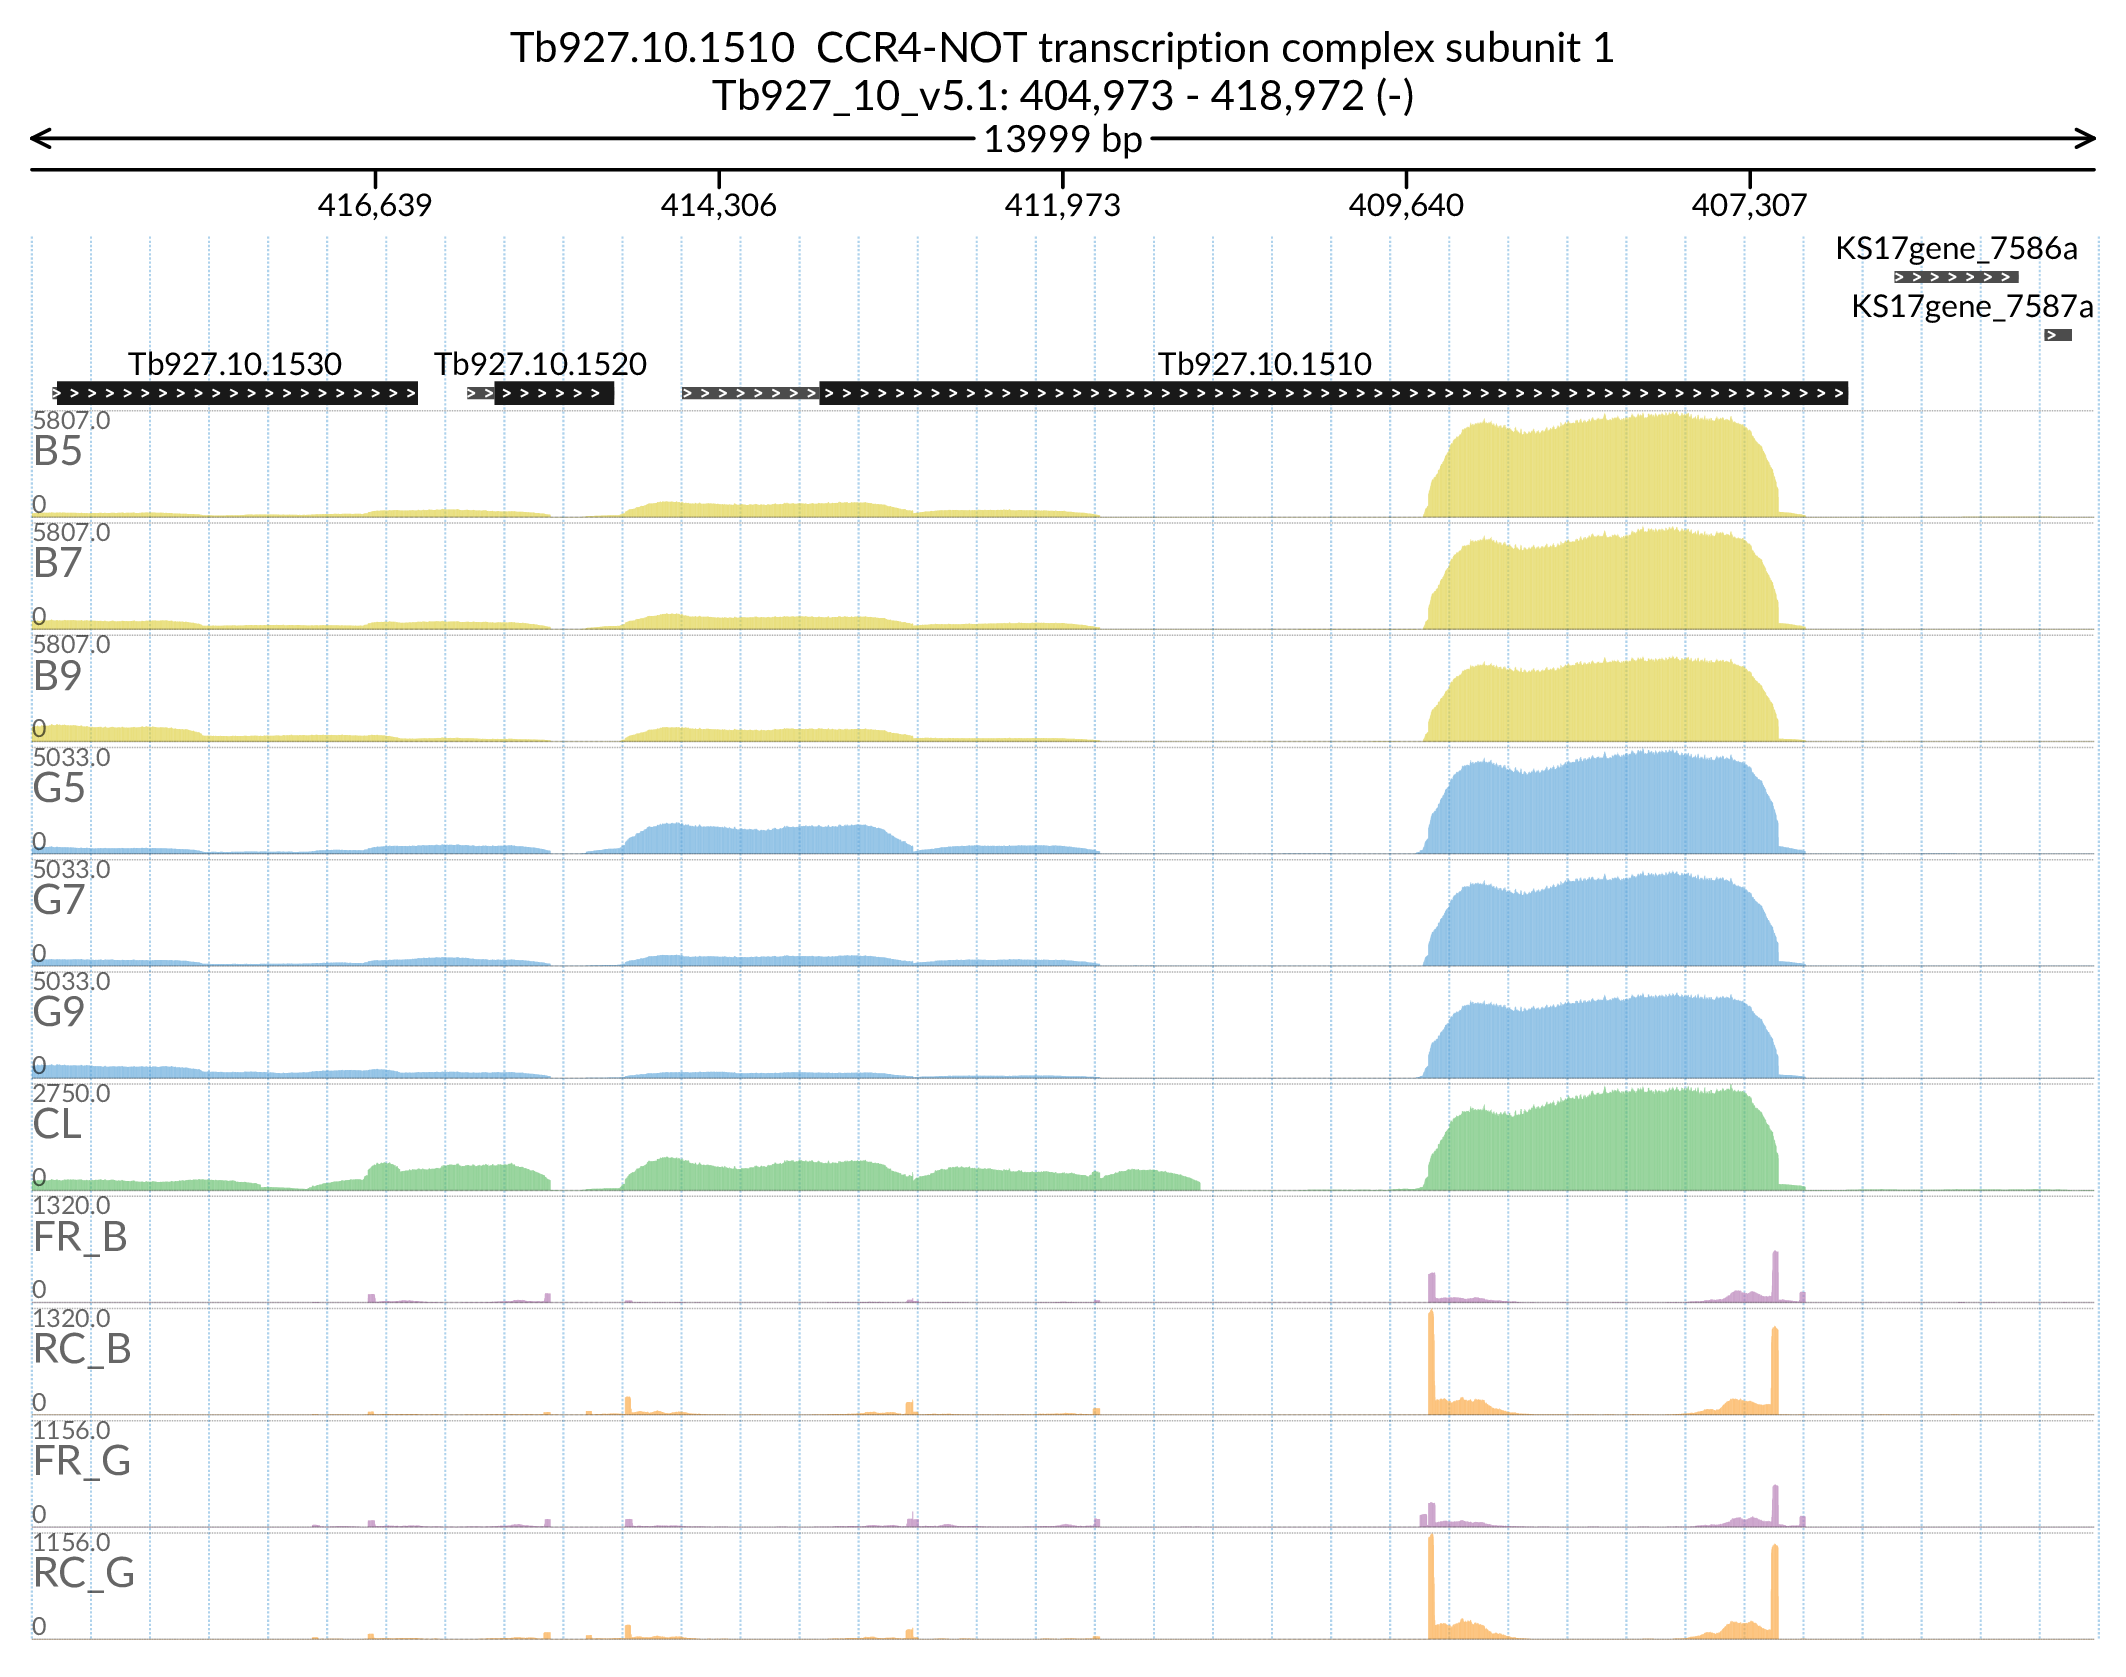 Tb927.10.1510  CCR4-NOT transcription complex subunit 1
Tb927_10_v5.1: 404,973 - 418,972 (-)
13999 bp
416,639 414,306 411,973 409,640 407,307
KS17gene_7586a
KS17gene_7587a
Tb927.10.1530 Tb927.10.1520 Tb927.10.1510
5807.0
B5
0
5807.0
B7
0
5807.0
B9
0
5033.0
G5
0
5033.0
G7
0
5033.0
G9
0
2750.0
CL
0
1320.0
FR_B
0
1320.0
RC_B
0
1156.0
FR_G
0
1156.0
RC_G
0